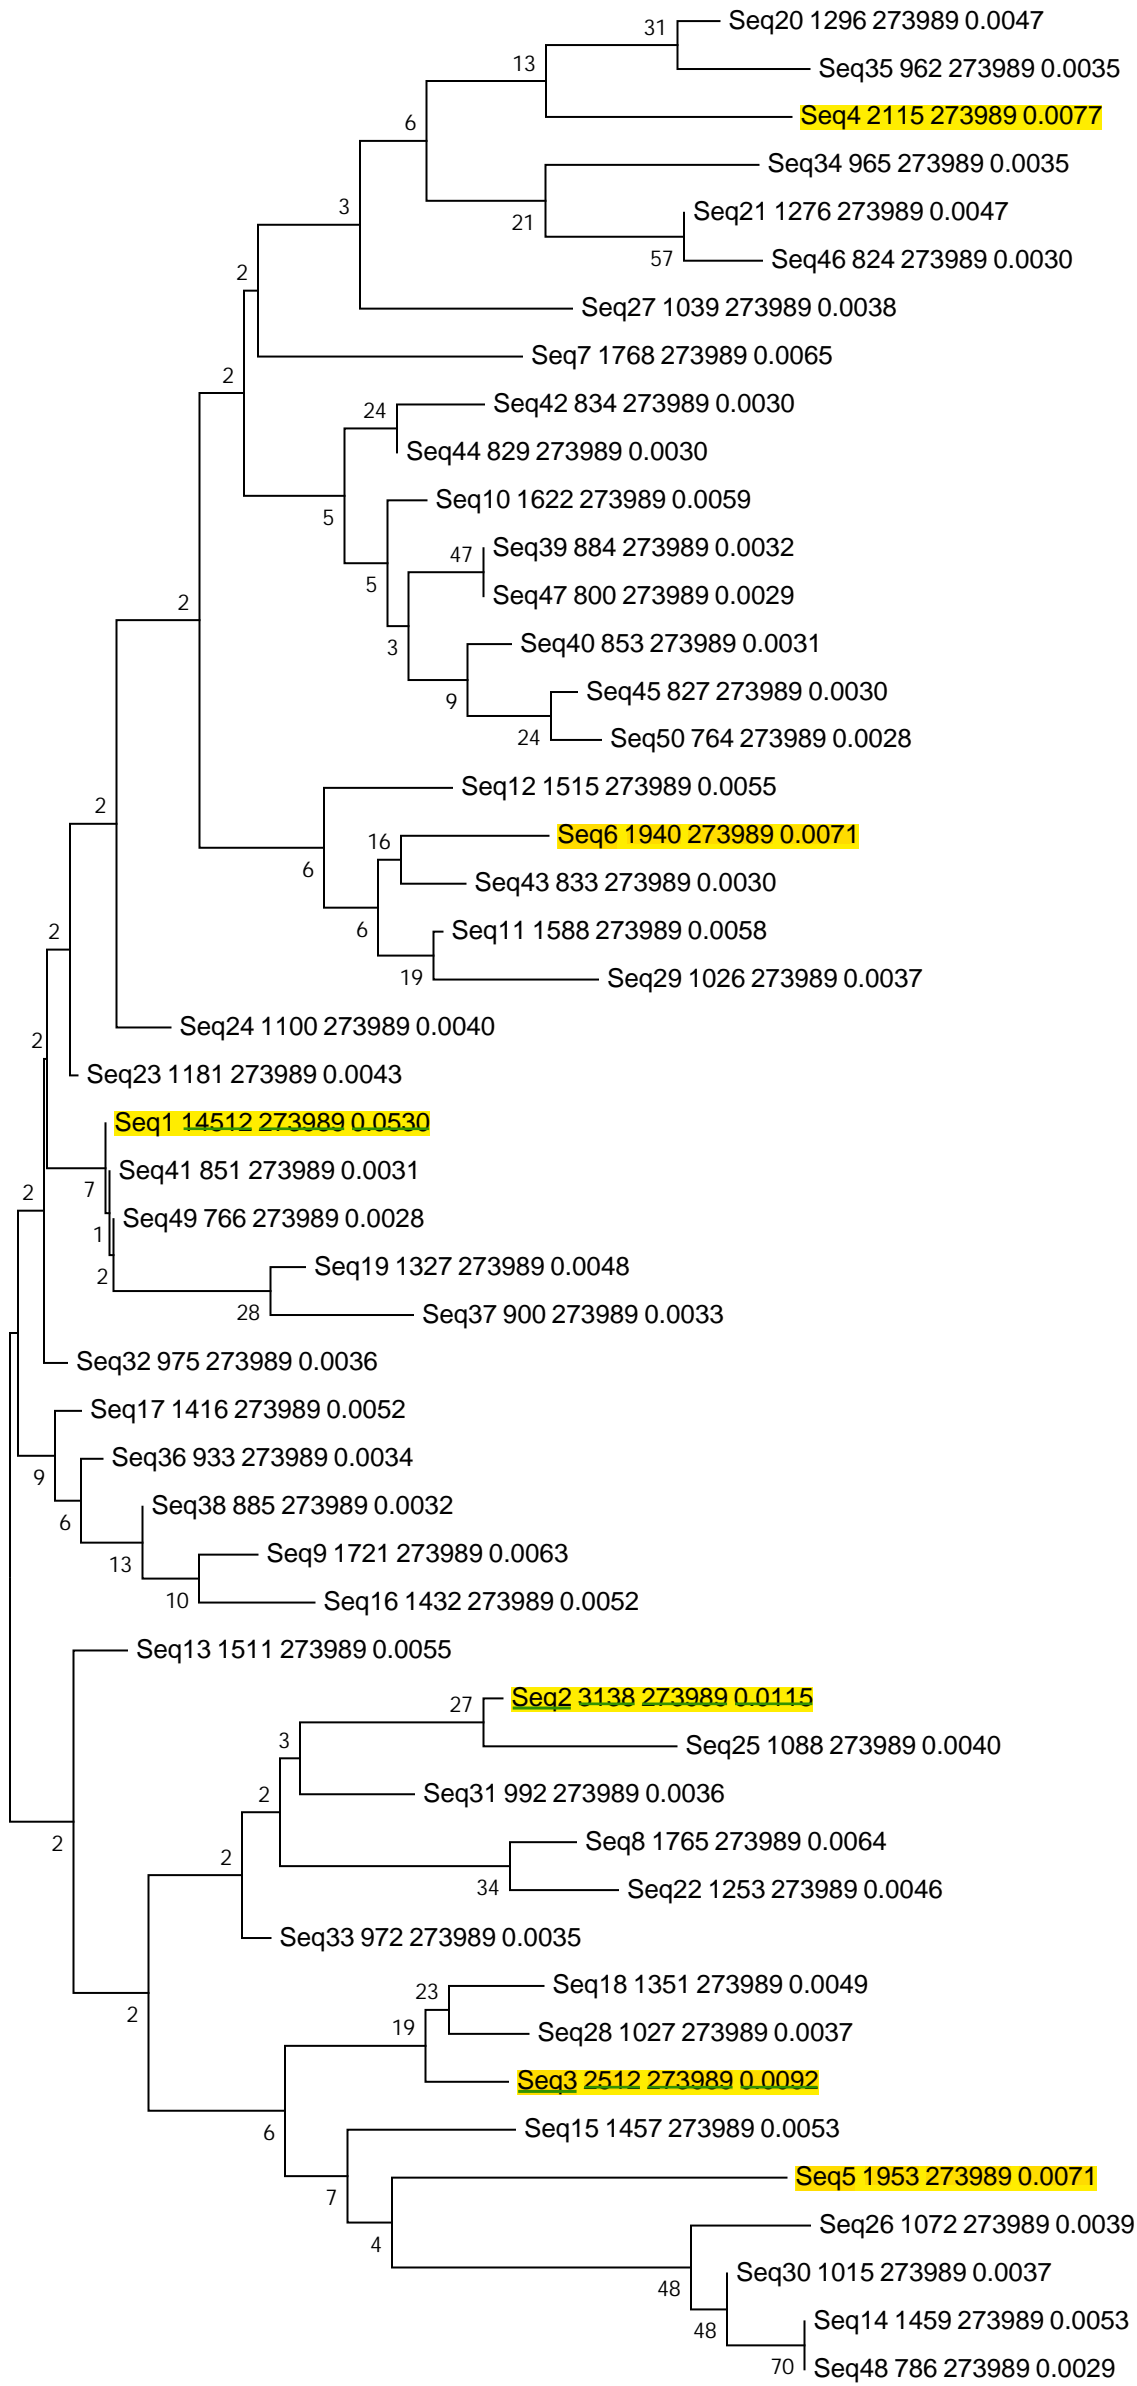 31 Seq20 1296 273989 0.0047
13 Seq35 962 273989 0.0035
6 Seq4 2115 273989 0.0077
Seq34 965 273989 0.0035
3 21 Seq21 1276 273989 0.0047
57 Seq46 824 273989 0.0030
2 Seq27 1039 273989 0.0038
Seq7 1768 273989 0.0065
2 24 Seq42 834 273989 0.0030
Seq44 829 273989 0.0030
5 Seq10 1622 273989 0.0059
47 Seq39 884 273989 0.0032
5 Seq47 800 273989 0.0029
2 3 Seq40 853 273989 0.0031
9 Seq45 827 273989 0.0030
24 Seq50 764 273989 0.0028
2 Seq12 1515 273989 0.0055
16 Seq6 1940 273989 0.0071
6 Seq43 833 273989 0.0030
2 6 Seq11 1588 273989 0.0058
19 Seq29 1026 273989 0.0037
Seq24 1100 273989 0.0040
2 Seq23 1181 273989 0.0043
Seq1 14512 273989 0.0530
Seq41 851 273989 0.0031
2 7 Seq49 766 273989 0.0028
1 Seq19 1327 273989 0.0048
2 28 Seq37 900 273989 0.0033
Seq32 975 273989 0.0036
Seq17 1416 273989 0.0052
9 Seq36 933 273989 0.0034
6 Seq38 885 273989 0.0032
13 Seq9 1721 273989 0.0063
10 Seq16 1432 273989 0.0052
Seq13 1511 273989 0.0055
27 Seq2 3138 273989 0.0115
3 Seq25 1088 273989 0.0040
2 Seq31 992 273989 0.0036
2 2 Seq8 1765 273989 0.0064
34 Seq22 1253 273989 0.0046
Seq33 972 273989 0.0035
2 23 Seq18 1351 273989 0.0049
19 Seq28 1027 273989 0.0037
Seq3 2512 273989 0.0092
6 Seq15 1457 273989 0.0053
7 Seq5 1953 273989 0.0071
4 Seq26 1072 273989 0.0039
48 Seq30 1015 273989 0.0037
48 Seq14 1459 273989 0.0053
70 Seq48 786 273989 0.0029